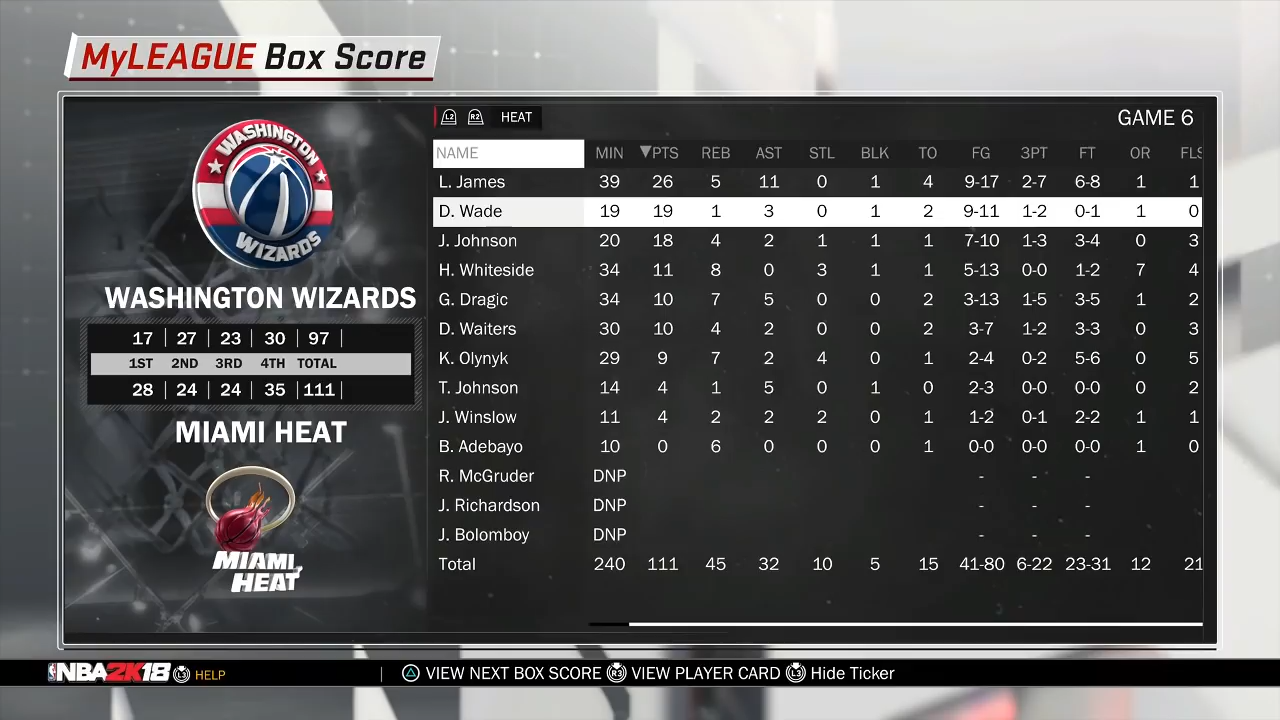 MyLEAGUE Box Score
L2 R2 HEAT GAME 6
NAME MIN PTS REB AST STL BLK TO FG 3PT FT OR FLS
L. James 39 26 5 11 0 1 4 9-17 2-7 6-8 1 1
D. Wade 19 19 1 3 0 1 2 9-11 1-2 0-1 1 0
J. Johnson 20 18 4 2 1 1 1 7-10 1-3 3-4 0 3
H. Whiteside 34 11 8 0 3 1 1 5-13 0-0 1-2 7 4
G. Dragic 34 10 7 5 0 0 2 3-13 1-5 3-5 1 2
D. Waiters 30 10 4 2 0 0 2 3-7 1-2 3-3 0 3
K. Olynyk 29 9 7 2 4 0 1 2-4 0-2 5-6 0 5
T. Johnson 14 4 1 5 0 1 0 2-3 0-0 0-0 0 2
J. Winslow 11 4 2 2 2 0 1 1-2 0-1 2-2 1 1
B. Adebayo 10 0 6 0 0 0 1 0-0 0-0 0-0 1 0
R. McGruder DNP - - -
J. Richardson DNP - - -
J. Bolomboy DNP - - -
Total 240 111 45 32 10 5 15 41-80 6-22 23-31 12 21
WASHINGTON
WIZARDS
WASHINGTON WIZARDS
17 27 23 30 97
1ST 2ND 3RD 4TH TOTAL
28 24 24 35 111
MIAMI HEAT
MIAMI
HEAT
NBA2K18 L3 HELP VIEW NEXT BOX SCORE R3 VIEW PLAYER CARD L3 Hide Ticker